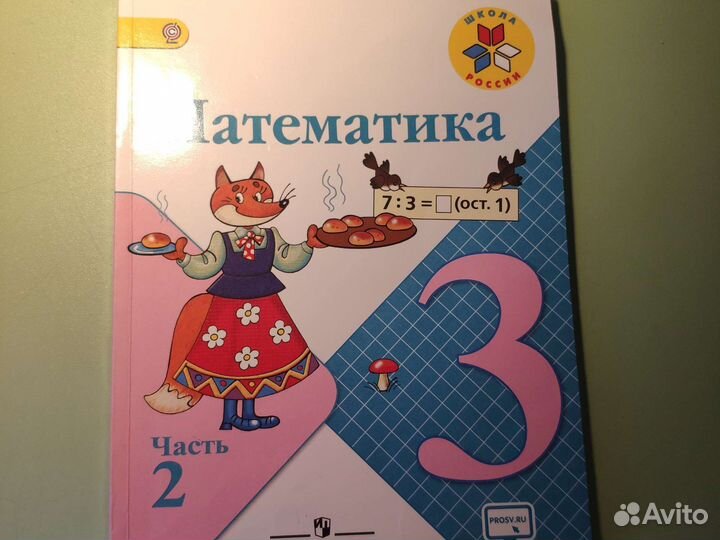 ШКОЛА
РОССИИ
Математика
7 : 3 = □ (ост. 1)
3
Часть
2
PROSV.RU
Avito